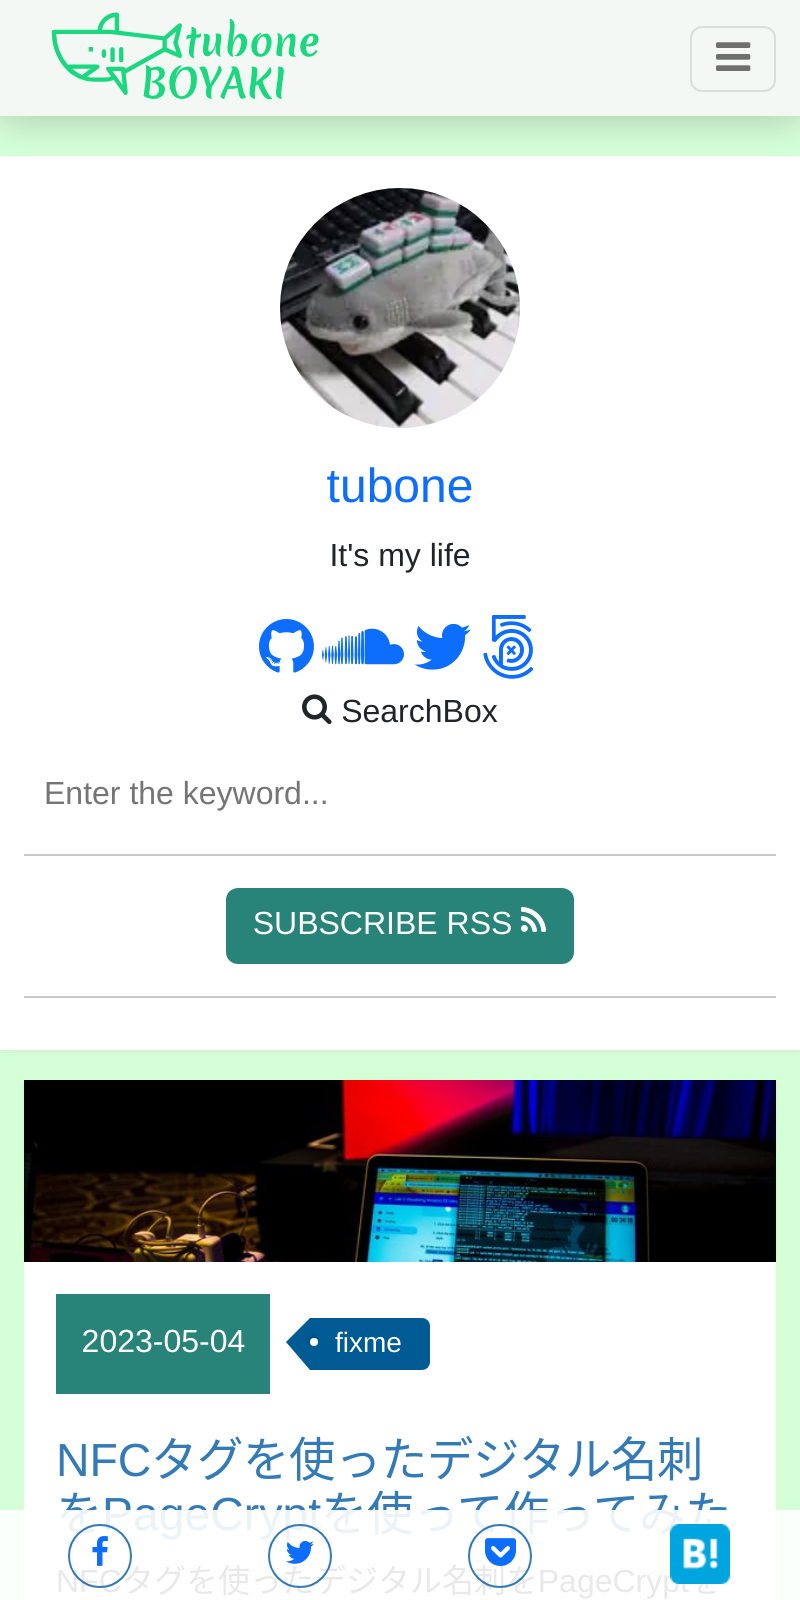 tubone
BOYAKI
tubone
It's my life
SearchBox
Enter the keyword...
SUBSCRIBE RSS
2023-05-04
fixme
NFCタグを使ったデジタル名刺
をPageCryptを使って作ってみた
NFCタグを使ったデジタル名刺をPageCryptを
B!